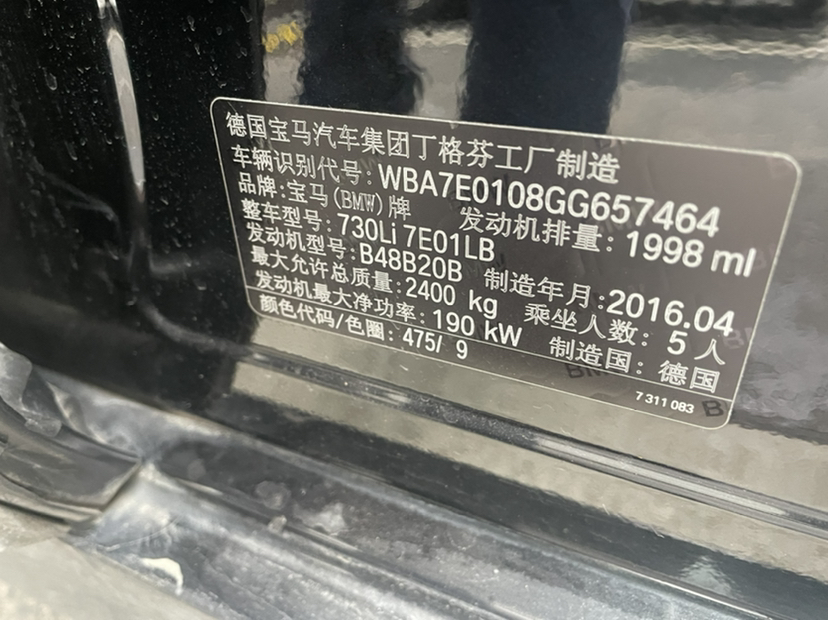 德国宝马汽车集团丁格芬工厂制造
车辆识别代号: WBA7E0108GG657464
品牌: 宝马(BMW)牌 发动机排量: 1998 ml
整车型号: 730Li 7E01LB
发动机型号: B48B20B 制造年月: 2016.04
最大允许总质量: 2400 kg 乘坐人数: 5 人
发动机最大净功率: 190 kW 制造国: 德国
颜色代码/色圈: 475/ 9
7 311 083